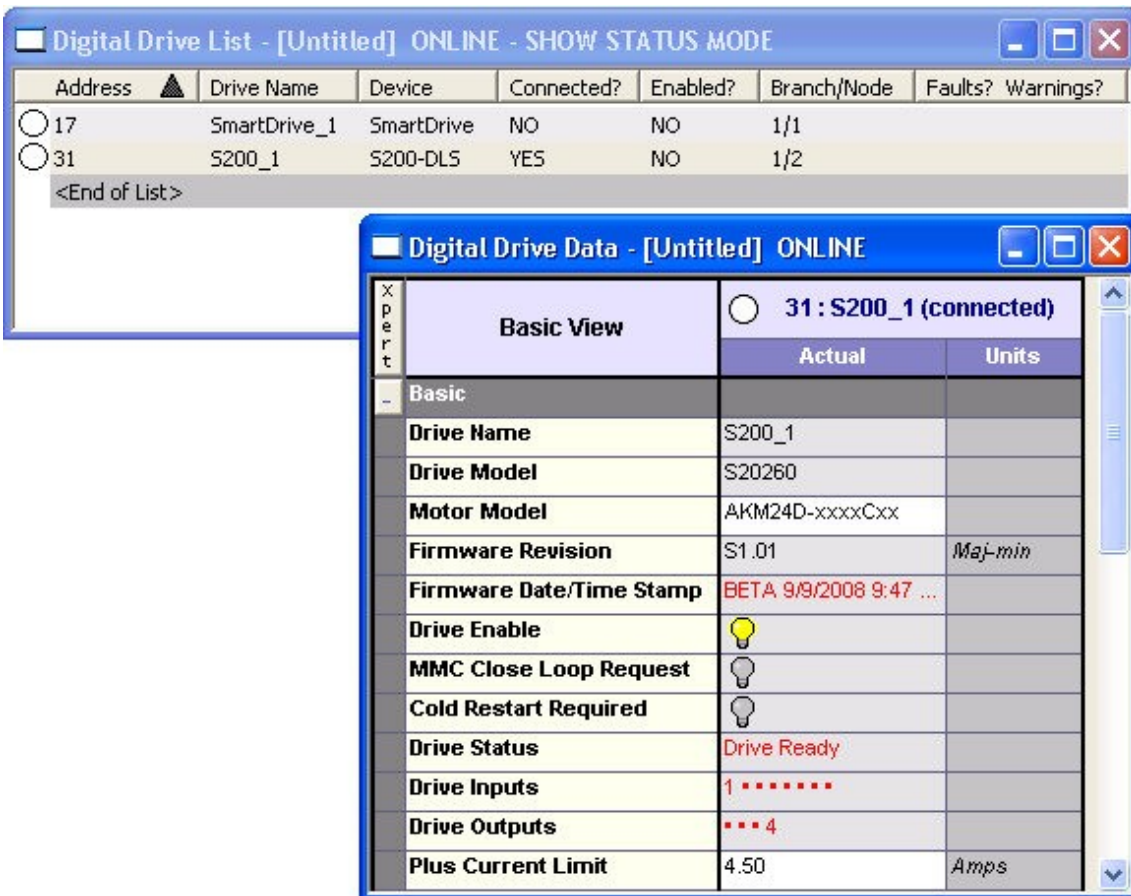 Digital Drive List - [Untitled] ONLINE - SHOW STATUS MODE
Address Drive Name Device Connected? Enabled? Branch/Node Faults? Warnings?
17 SmartDrive_1 SmartDrive NO NO 1/1
31 S200_1 S200-DLS YES NO 1/2
<End of List>
Digital Drive Data - [Untitled] ONLINE
Xpert
Basic View
31 : S200_1 (connected)
Actual Units
- Basic
Drive Name S200_1
Drive Model S20260
Motor Model AKM24D-xxxxCxx
Firmware Revision S1.01 Maj-min
Firmware Date/Time Stamp BETA 9/9/2008 9:47 ...
Drive Enable
MMC Close Loop Request
Cold Restart Required
Drive Status Drive Ready
Drive Inputs 1 ▪ ▪ ▪ ▪ ▪ ▪ ▪
Drive Outputs ▪ ▪ ▪ 4
Plus Current Limit 4.50 Amps